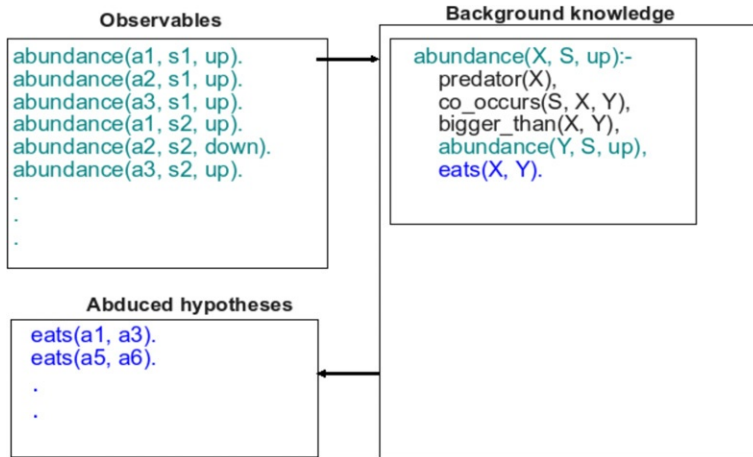 Observables
abundance(a1, s1, up).
abundance(a2, s1, up).
abundance(a3, s1, up).
abundance(a1, s2, up).
abundance(a2, s2, down).
abundance(a3, s2, up).
.
.
.
Background knowledge
abundance(X, S, up):-
predator(X),
co_occurs(S, X, Y),
bigger_than(X, Y),
abundance(Y, S, up),
eats(X, Y).
Abduced hypotheses
eats(a1, a3).
eats(a5, a6).
.
.